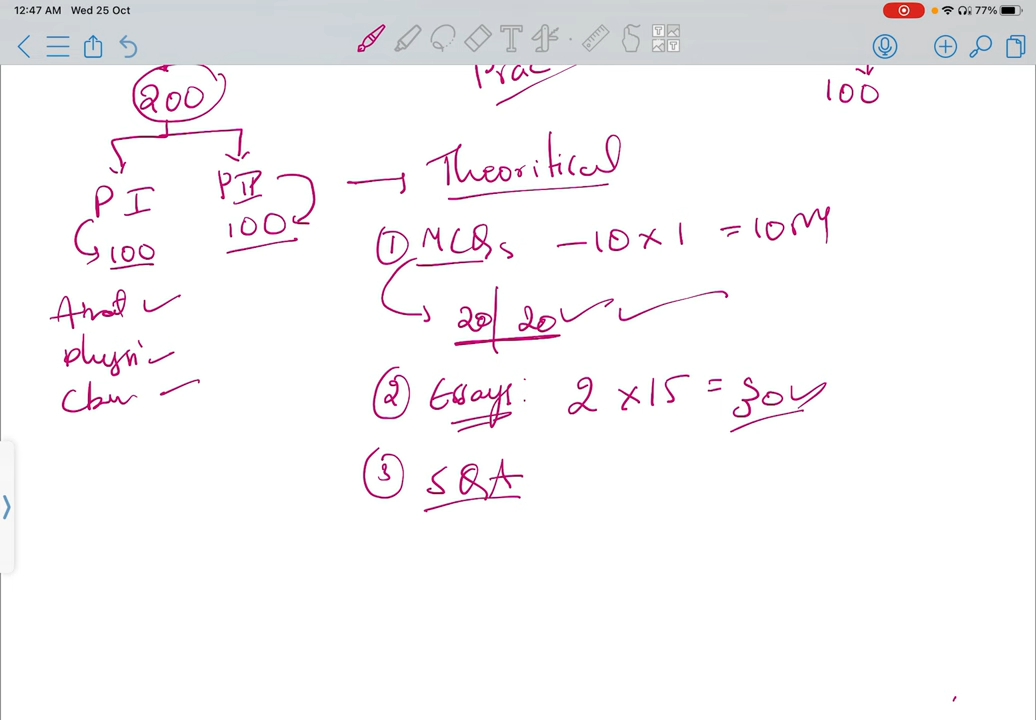 12:47 AM Wed 25 Oct
77%
200
Prac
100
P I
100
P II
100
Theoritical
① MCQs - 10 × 1 = 10M
20 | 20
② Essays: 2 × 15 = 30
③ SQA
Anat
physi